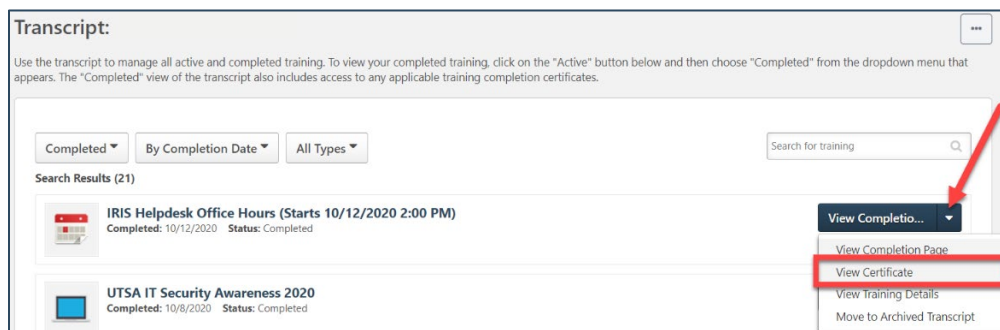 Transcript:
...
Use the transcript to manage all active and completed training. To view your completed training, click on the "Active" button below and then choose "Completed" from the dropdown menu that
appears. The "Completed" view of the transcript also includes access to any applicable training completion certificates.
Completed
By Completion Date
All Types
Search for training
Search Results (21)
IRIS Helpdesk Office Hours (Starts 10/12/2020 2:00 PM)
Completed: 10/12/2020 Status: Completed
View Completio...
View Completion Page
View Certificate
View Training Details
Move to Archived Transcript
UTSA IT Security Awareness 2020
Completed: 10/8/2020 Status: Completed